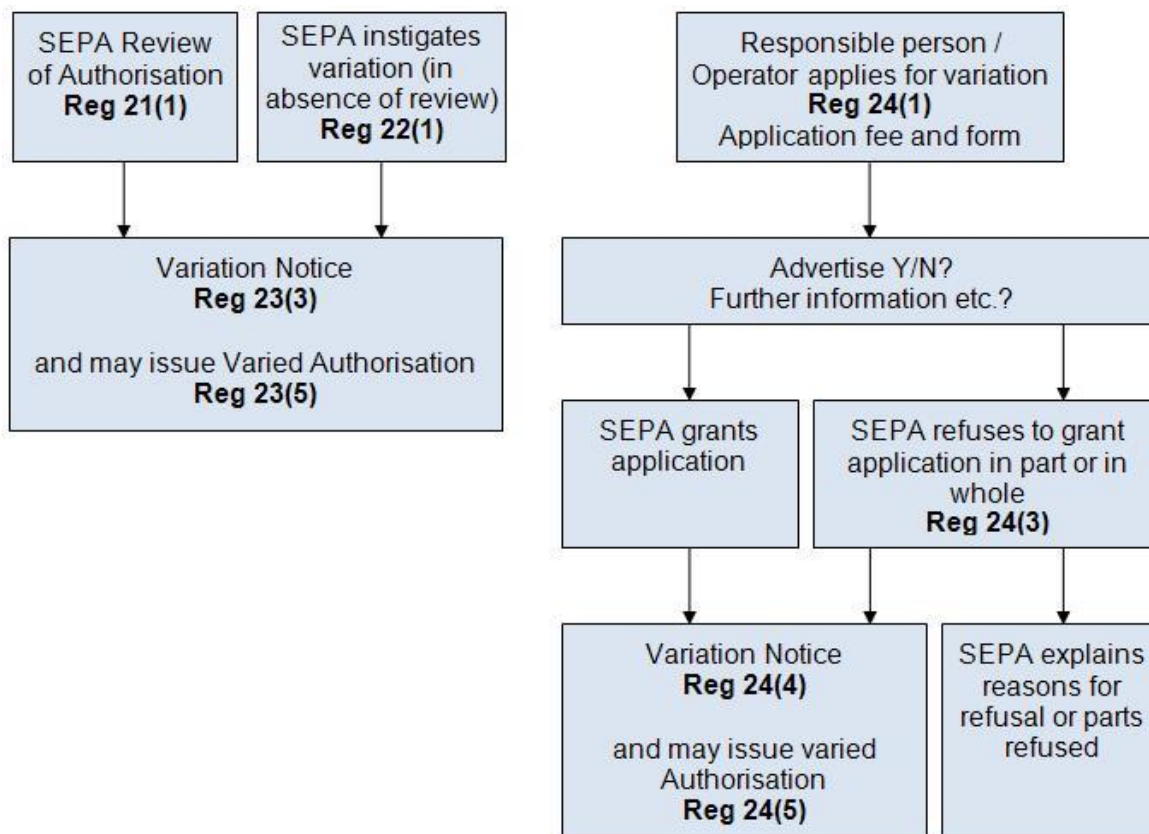 SEPA Review
of Authorisation
Reg 21(1)
SEPA instigates
variation (in
absence of review)
Reg 22(1)
Responsible person /
Operator applies for variation
Reg 24(1)
Application fee and form
Variation Notice
Reg 23(3)
and may issue Varied Authorisation
Reg 23(5)
Advertise Y/N?
Further information etc.?
SEPA grants
application
SEPA refuses to grant
application in part or in
whole
Reg 24(3)
Variation Notice
Reg 24(4)
and may issue varied
Authorisation
Reg 24(5)
SEPA explains
reasons for
refusal or parts
refused